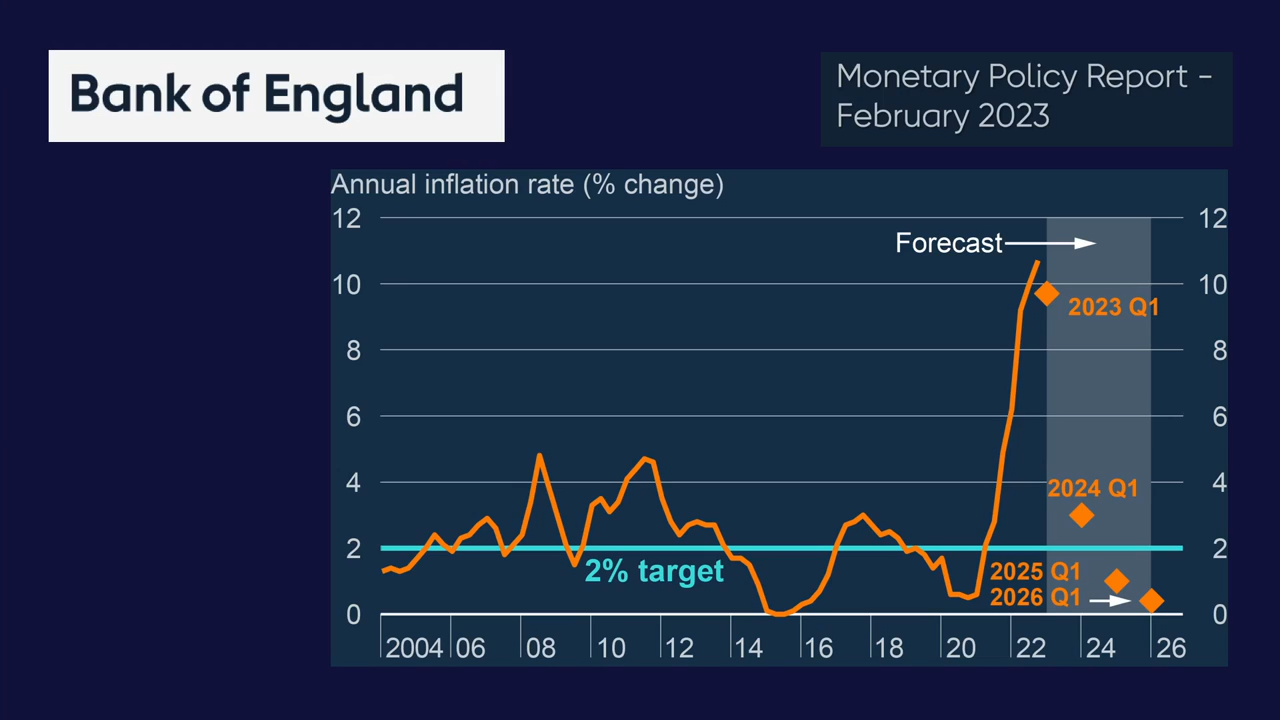 Bank of England
Monetary Policy Report –
February 2023
Annual inflation rate (% change)
12 12
Forecast
10 10
2023 Q1
8 8
6 6
4 4
2024 Q1
2 2
2% target
2025 Q1
2026 Q1
0 0
2004 06 08 10 12 14 16 18 20 22 24 26